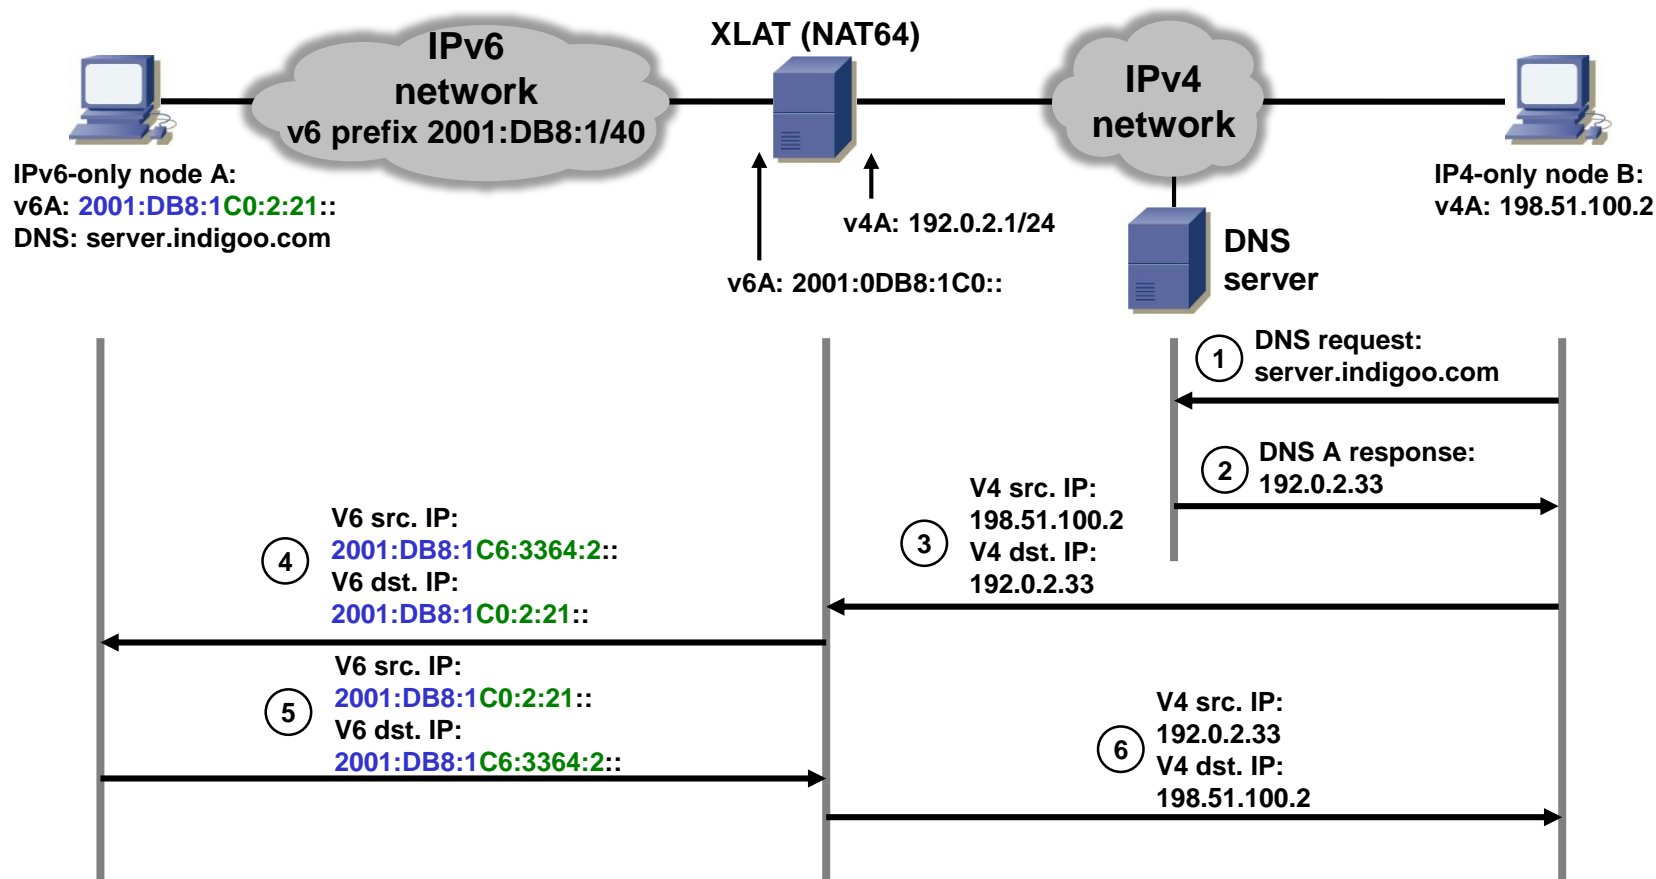 IPv6
network
v6 prefix 2001:DB8:1/40
XLAT (NAT64)
IPv4
network
IPv6-only node A:
v6A: 2001:DB8:1C0:2:21::
DNS: server.indigoo.com
v4A: 192.0.2.1/24
v6A: 2001:0DB8:1C0::
DNS
server
IP4-only node B:
v4A: 198.51.100.2
1
DNS request:
server.indigoo.com
2
DNS A response:
192.0.2.33
3
V4 src. IP:
198.51.100.2
V4 dst. IP:
192.0.2.33
4
V6 src. IP:
2001:DB8:1C6:3364:2::
V6 dst. IP:
2001:DB8:1C0:2:21::
5
V6 src. IP:
2001:DB8:1C0:2:21::
V6 dst. IP:
2001:DB8:1C6:3364:2::
6
V4 src. IP:
192.0.2.33
V4 dst. IP:
198.51.100.2